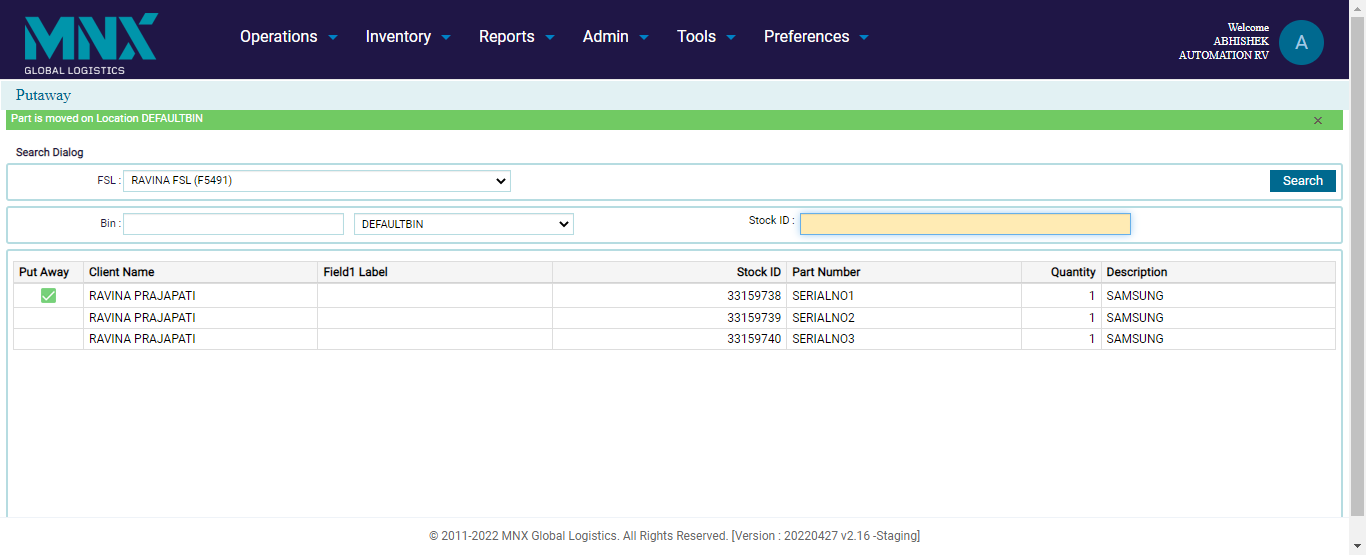 MNX
GLOBAL LOGISTICS
Operations Inventory Reports Admin Tools Preferences
Welcome
ABHISHEK
AUTOMATION RV
A
Putaway
Part is moved on Location DEFAULTBIN ×
Search Dialog
FSL : RAVINA FSL (F5491) Search
Bin : DEFAULTBIN Stock ID :
Put Away Client Name Field1 Label Stock ID Part Number Quantity Description
RAVINA PRAJAPATI 33159738 SERIALNO1 1 SAMSUNG
RAVINA PRAJAPATI 33159739 SERIALNO2 1 SAMSUNG
RAVINA PRAJAPATI 33159740 SERIALNO3 1 SAMSUNG
© 2011-2022 MNX Global Logistics. All Rights Reserved. [Version : 20220427 v2.16 -Staging]